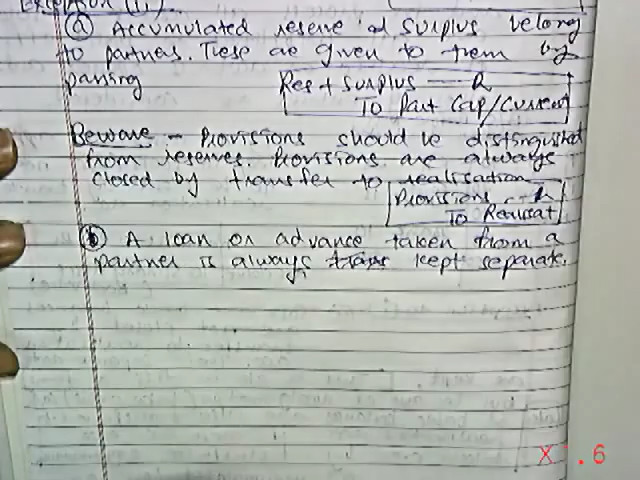 Exception (1)
(a) Accumulated reserve & surplus belong
to partners. These are given to them by
passing Res + Surplus — Dr
To Part Cap/Current
Beware - Provisions should be distinguished
from reserves. Provisions are always
closed by transfer to realisation
Provisions - Dr
To Realisat
(b) A loan or advance taken from a
partner is always kept separate.
X1.6